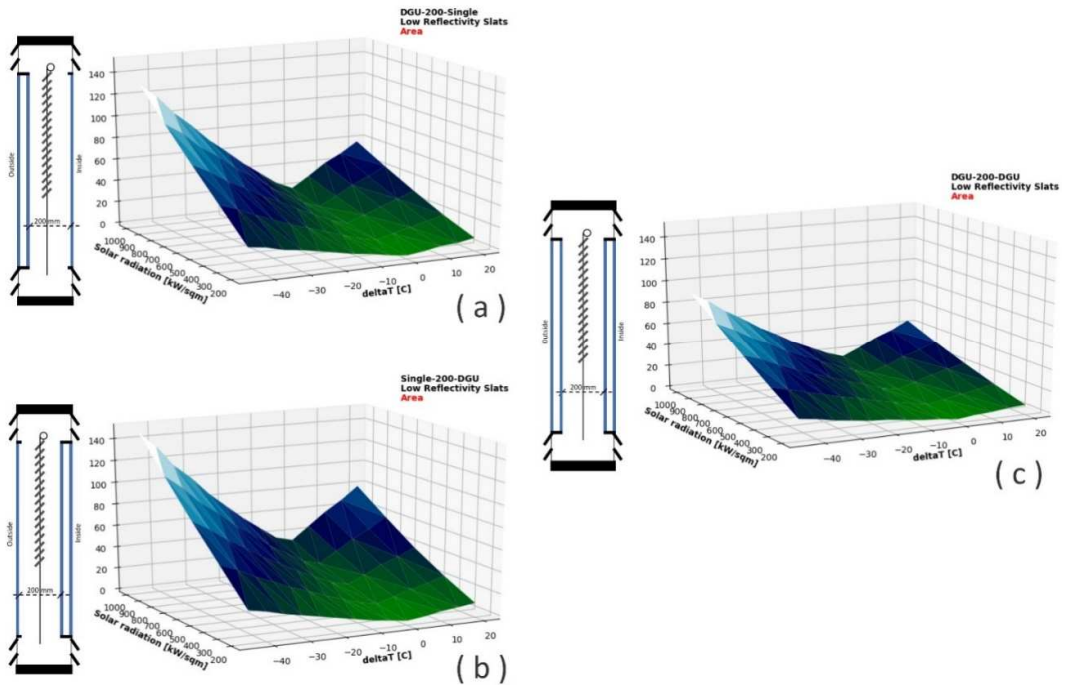 DGU-200-Single
Low Reflectivity Slats
Area
140
120
100
80
60
40
20
0
1000
900
800
700
600
500
400
300
200
Solar radiation [kW/sqm]
−40
−30
−20
−10
0
10
20
deltaT [C]
Outside
Inside
200 mm
( a )
Single-200-DGU
Low Reflectivity Slats
Area
140
120
100
80
60
40
20
0
1000
900
800
700
600
500
400
300
200
Solar radiation [kW/sqm]
−40
−30
−20
−10
0
10
20
deltaT [C]
Outside
Inside
200 mm
( b )
DGU-200-DGU
Low Reflectivity Slats
Area
140
120
100
80
60
40
20
0
1000
900
800
700
600
500
400
300
200
Solar radiation [kW/sqm]
−40
−30
−20
−10
0
10
20
deltaT [C]
Outside
Inside
200 mm
( c )